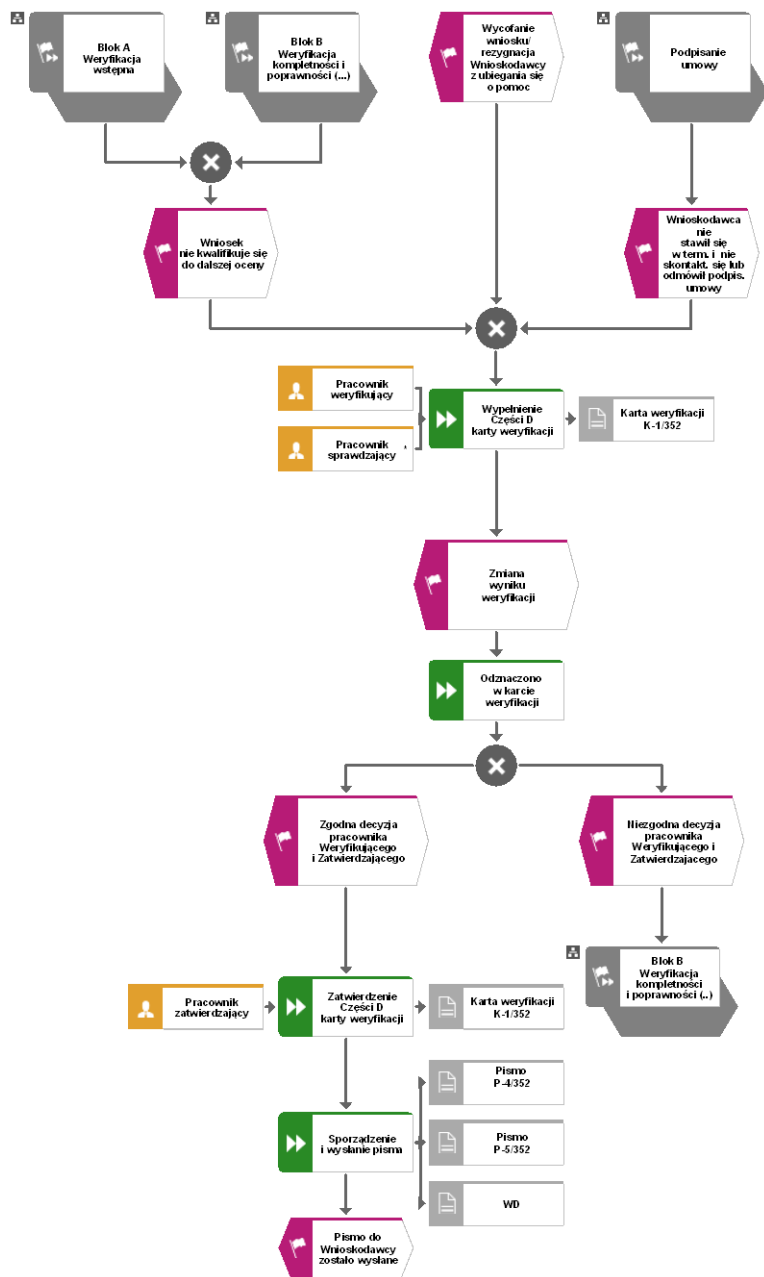 Blok A
Weryfikacja
wstępna
Blok B
Weryfikacja
kompletności i
poprawności (...)
Wycofanie
wniosku/
rezygnacja
Wnioskodawcy
z ubiegania się
o pomoc
Podpisanie
umowy
Wniosek
nie kwalifikuje się
do dalszej oceny
Wnioskodawca
nie
stawił się
w term. i nie
skontakt. się lub
odmówił podpis.
umowy
Pracownik
weryfikujący
Pracownik
sprawdzający
Wypełnienie
Części D
karty weryfikacji
Karta weryfikacji
K-1/352
Zmiana
wyniku
weryfikacji
Odznaczono
w karcie
weryfikacji
Zgodna decyzja
pracownika
Weryfikującego
i Zatwierdzającego
Niezgodna decyzja
pracownika
Weryfikującego i
Zatwierdzajacego
Blok B
Weryfikacja
kompletności
i poprawności (..)
Pracownik
zatwierdzający
Zatwierdzenie
Części D
karty weryfikacji
Karta weryfikacji
K-1/352
Sporządzenie
i wysłanie pisma
Pismo
P-4/352
Pismo
P-5/352
WD
Pismo do
Wnioskodawcy
zostało wysłane